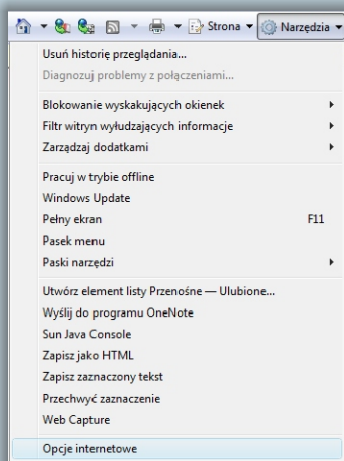 Strona Narzędzia
Usuń historię przeglądania...
Diagnozuj problemy z połączeniami...
Blokowanie wyskakujących okienek
Filtr witryn wyłudzających informacje
Zarządzaj dodatkami
Pracuj w trybie offline
Windows Update
Pełny ekran F11
Pasek menu
Paski narzędzi
Utwórz element listy Przenośne — Ulubione...
Wyślij do programu OneNote
Sun Java Console
Zapisz jako HTML
Zapisz zaznaczony tekst
Przechwyć zaznaczenie
Web Capture
Opcje internetowe